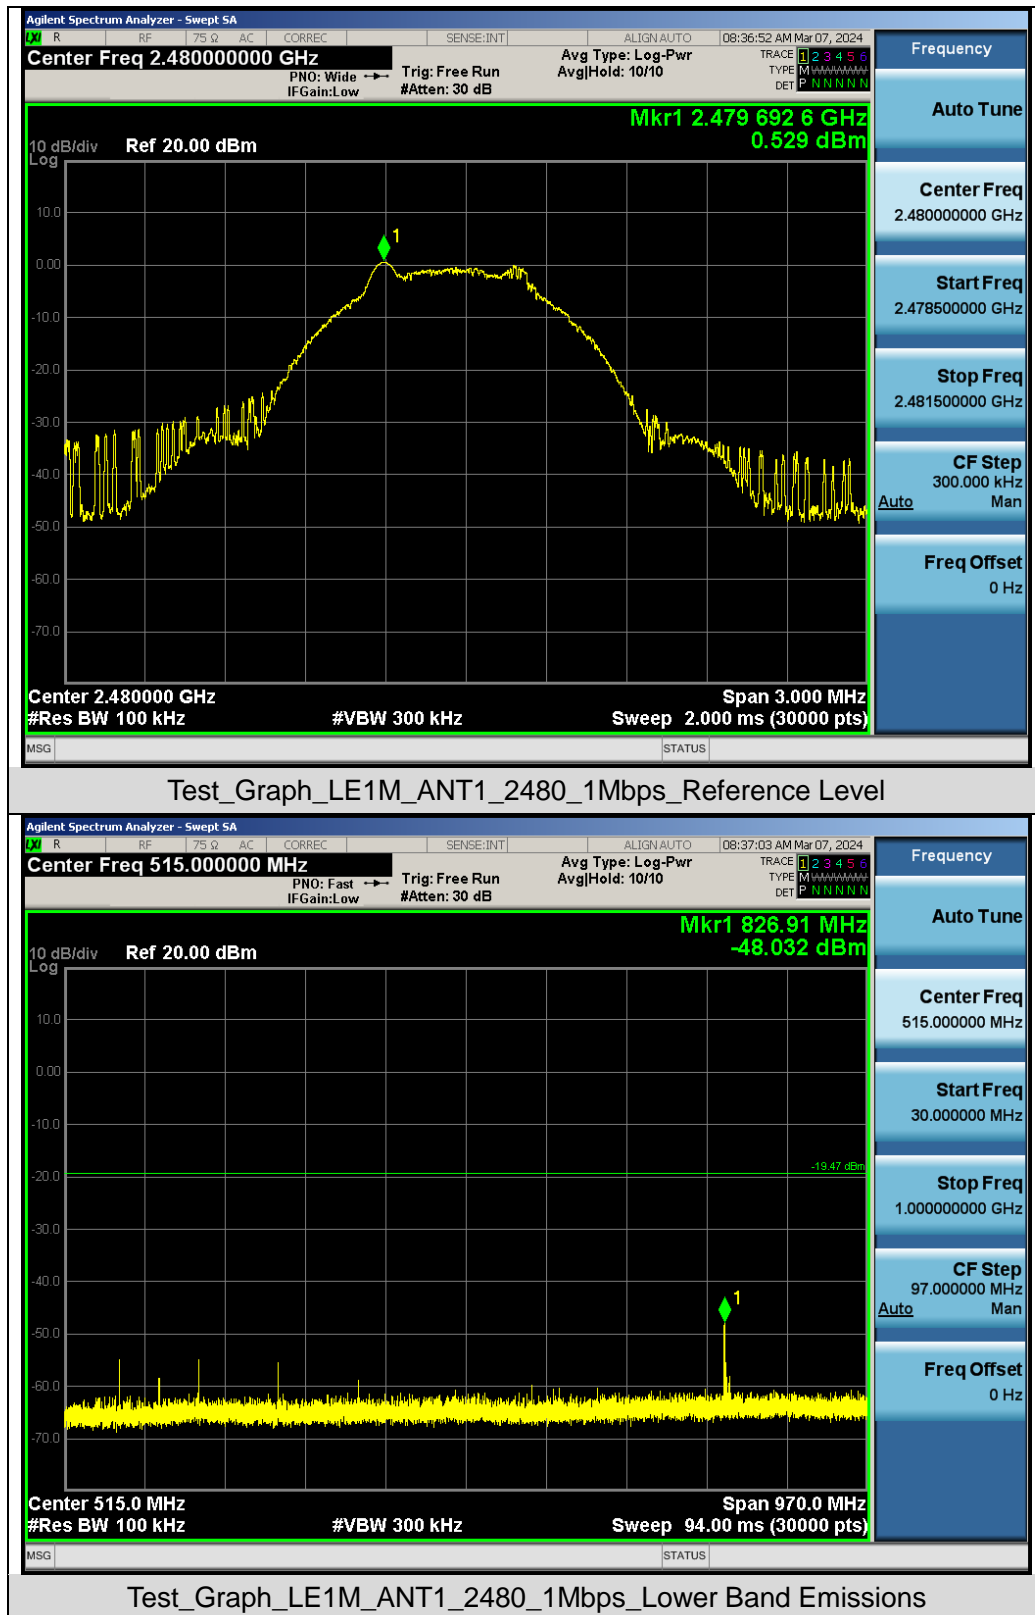 Agilent Spectrum Analyzer - Swept SA
LXI R RF 75 Ω AC CORREC SENSE:INT ALIGN AUTO 08:36:52 AM Mar 07, 2024
Center Freq 2.480000000 GHz
PNO: Wide
IFGain:Low
Trig: Free Run
#Atten: 30 dB
Avg Type: Log-Pwr
Avg|Hold: 10/10
TRACE 1 2 3 4 5 6
TYPE M
DET P N N N N N
Mkr1 2.479 692 6 GHz
0.529 dBm
10 dB/div Ref 20.00 dBm
Log
10.0
0.00
-10.0
-20.0
-30.0
-40.0
-50.0
-60.0
-70.0
1
Center 2.480000 GHz Span 3.000 MHz
#Res BW 100 kHz #VBW 300 kHz Sweep 2.000 ms (30000 pts)
MSG STATUS
Frequency
Auto Tune
Center Freq
2.480000000 GHz
Start Freq
2.478500000 GHz
Stop Freq
2.481500000 GHz
CF Step
300.000 kHz
Auto Man
Freq Offset
0 Hz
Test_Graph_LE1M_ANT1_2480_1Mbps_Reference Level
Agilent Spectrum Analyzer - Swept SA
LXI R RF 75 Ω AC CORREC SENSE:INT ALIGN AUTO 08:37:03 AM Mar 07, 2024
Center Freq 515.000000 MHz
PNO: Fast
IFGain:Low
Trig: Free Run
#Atten: 30 dB
Avg Type: Log-Pwr
Avg|Hold: 10/10
TRACE 1 2 3 4 5 6
TYPE M
DET P N N N N N
Mkr1 826.91 MHz
-48.032 dBm
10 dB/div Ref 20.00 dBm
Log
10.0
0.00
-10.0
-20.0
-30.0
-40.0
-50.0
-60.0
-70.0
-19.47 dBm
1
Center 515.0 MHz Span 970.0 MHz
#Res BW 100 kHz #VBW 300 kHz Sweep 94.00 ms (30000 pts)
MSG STATUS
Frequency
Auto Tune
Center Freq
515.000000 MHz
Start Freq
30.000000 MHz
Stop Freq
1.000000000 GHz
CF Step
97.000000 MHz
Auto Man
Freq Offset
0 Hz
Test_Graph_LE1M_ANT1_2480_1Mbps_Lower Band Emissions